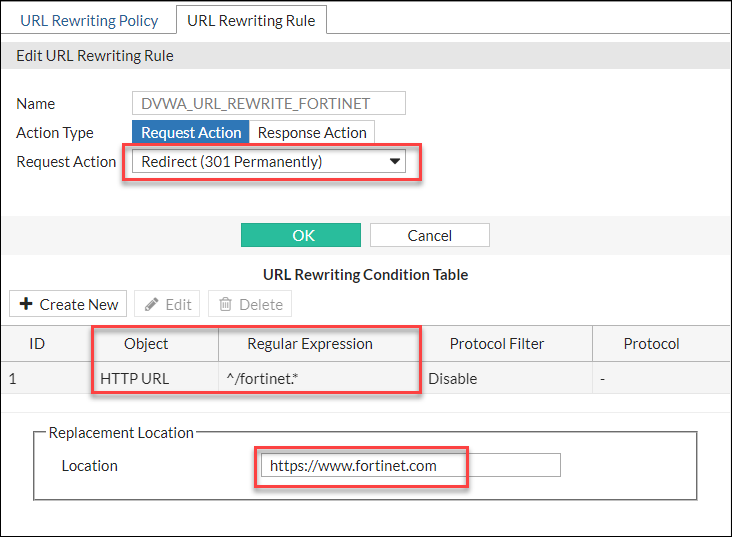 URL Rewriting Policy URL Rewriting Rule
Edit URL Rewriting Rule
Name DVWA_URL_REWRITE_FORTINET
Action Type Request Action Response Action
Request Action Redirect (301 Permanently)
OK Cancel
URL Rewriting Condition Table
Create New Edit Delete
ID Object Regular Expression Protocol Filter Protocol
1 HTTP URL ^/fortinet.* Disable -
Replacement Location
Location https://www.fortinet.com